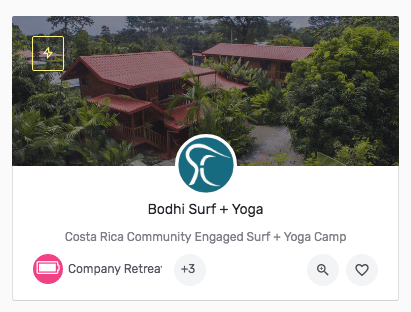 Bodhi Surf + Yoga
Costa Rica Community Engaged Surf + Yoga Camp
Company Retrea
+3